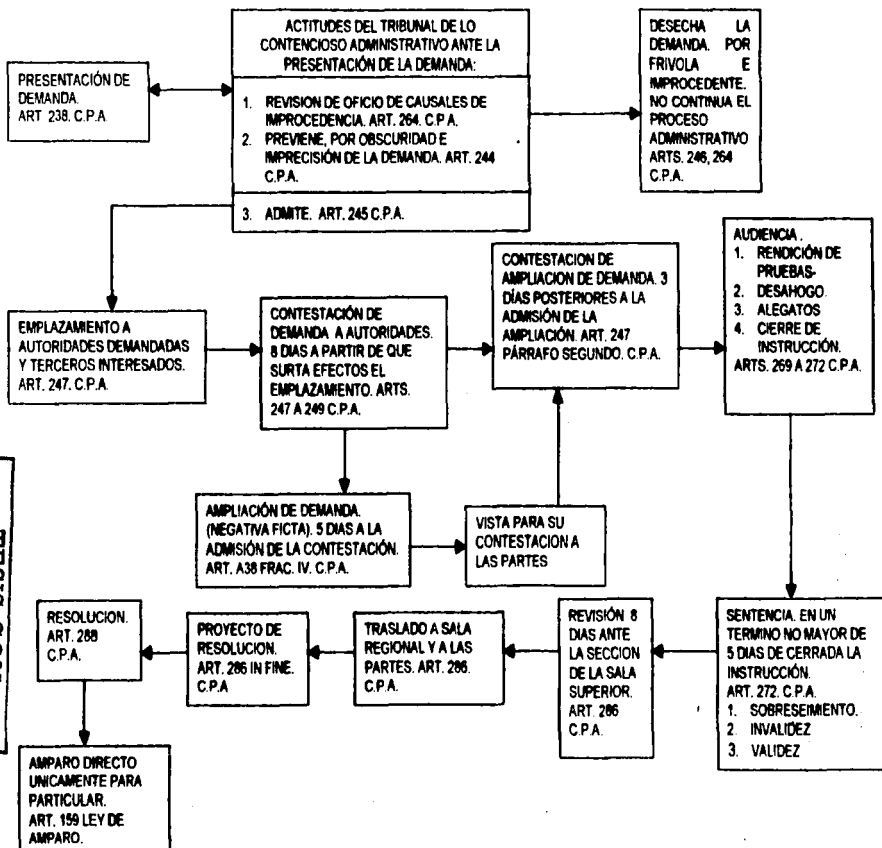 PRESENTACIÓN DE
DEMANDA.
ART 238. C.P.A.
ACTITUDES DEL TRIBUNAL DE LO
CONTENCIOSO ADMINISTRATIVO ANTE LA
PRESENTACIÓN DE LA DEMANDA:
1. REVISION DE OFICIO DE CAUSALES DE
IMPROCEDENCIA. ART. 264. C.P.A.
2. PREVIENE, POR OBSCURIDAD E
IMPRECISIÓN DE LA DEMANDA. ART. 244
C.P.A.
3. ADMITE. ART. 245 C.P.A.
DESECHA LA
DEMANDA. POR
FRIVOLA E
IMPROCEDENTE.
NO CONTINUA EL
PROCESO
ADMINISTRATIVO
ARTS. 246, 264
C.P.A.
EMPLAZAMIENTO A
AUTORIDADES DEMANDADAS
Y TERCEROS INTERESADOS.
ART. 247. C.P.A.
CONTESTACIÓN DE
DEMANDA A AUTORIDADES.
8 DIAS A PARTIR DE QUE
SURTA EFECTOS EL
EMPLAZAMIENTO. ARTS.
247 A 249 C.P.A.
CONTESTACION DE
AMPLIACION DE DEMANDA. 3
DÍAS POSTERIORES A LA
ADMISIÓN DE LA
AMPLIACIÓN. ART. 247
PÁRRAFO SEGUNDO. C.P.A.
AUDIENCIA.
1. RENDICIÓN DE
PRUEBAS-
2. DESAHOGO.
3. ALEGATOS
4. CIERRE DE
INSTRUCCIÓN.
ARTS. 269 A 272 C.P.A.
AMPLIACIÓN DE DEMANDA.
(NEGATIVA FICTA). 5 DIAS A LA
ADMISIÓN DE LA CONTESTACIÓN.
ART. A38 FRAC. IV. C.P.A.
VISTA PARA SU
CONTESTACION A
LAS PARTES
SENTENCIA. EN UN
TERMINO NO MAYOR DE
5 DIAS DE CERRADA LA
INSTRUCCIÓN.
ART. 272. C.P.A.
1. SOBRESEIMIENTO.
2. INVALIDEZ
3. VALIDEZ
REVISIÓN 8
DIAS ANTE
LA SECCION
DE LA SALA
SUPERIOR.
ART. 286
C.P.A.
TRASLADO A SALA
REGIONAL Y A LAS
PARTES. ART. 286.
C.P.A.
PROYECTO DE
RESOLUCION.
ART. 286 IN FINE.
C.P.A
RESOLUCION.
ART. 288
C.P.A.
AMPARO DIRECTO
UNICAMENTE PARA
PARTICULAR.
ART. 159 LEY DE
AMPARO.